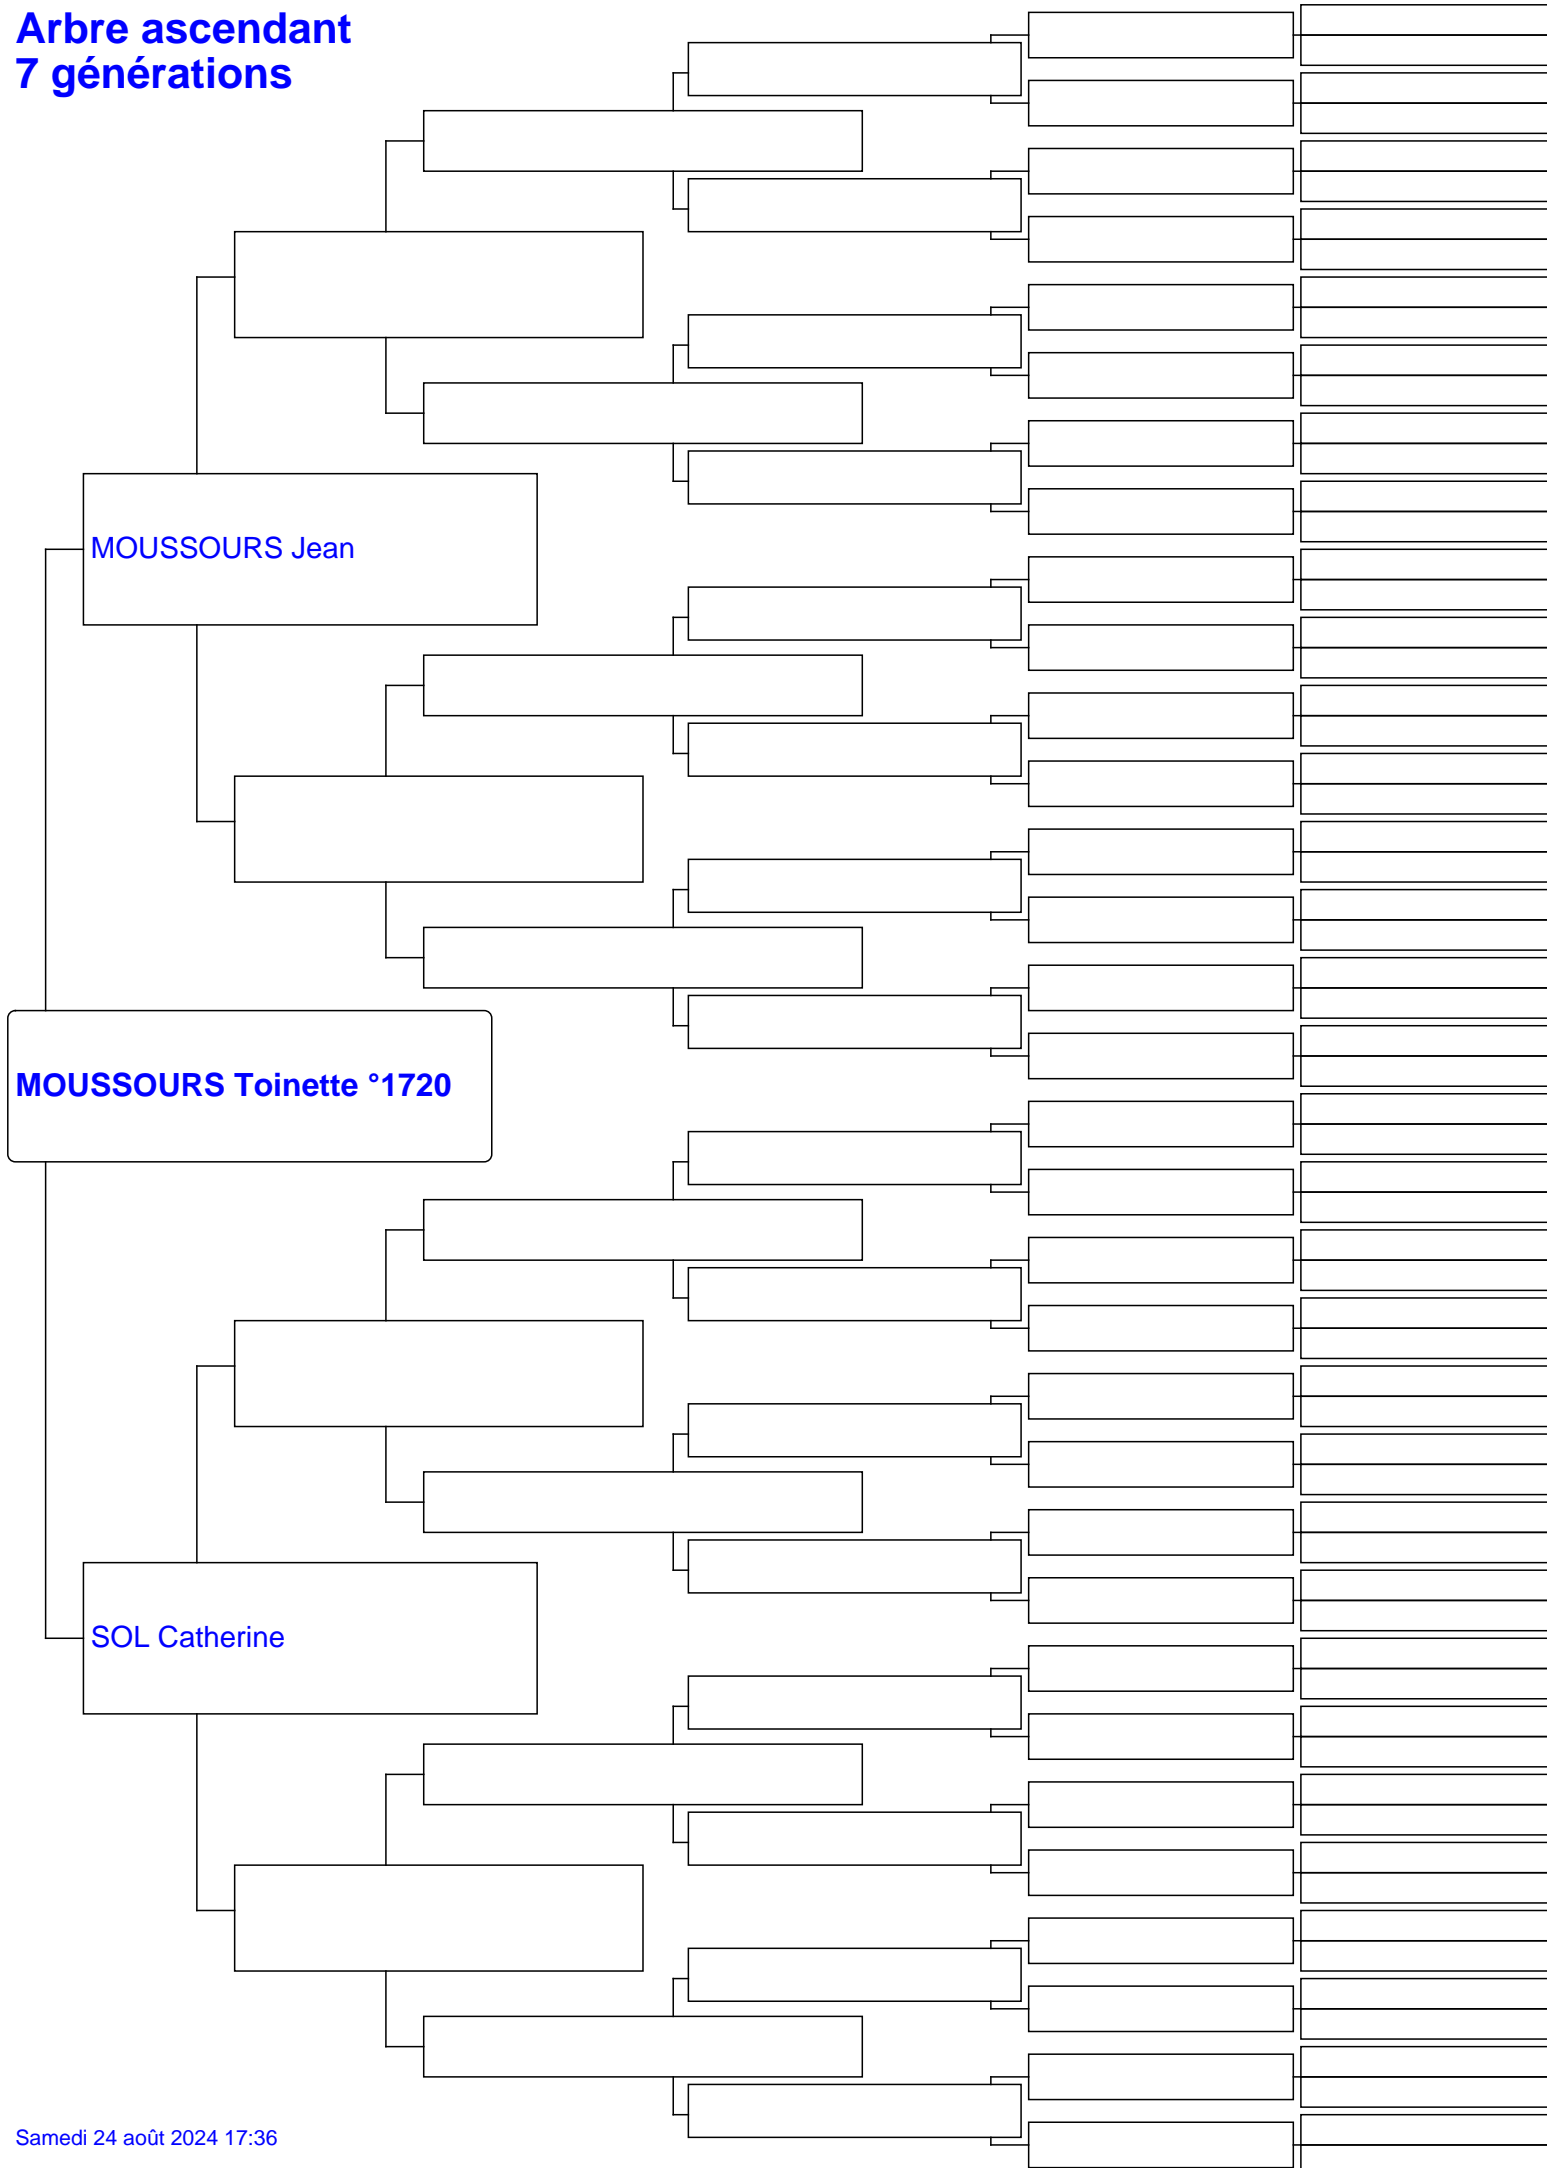 Arbre ascendant
7 générations
MOUSSOURS Jean
MOUSSOURS Toinette °1720
SOL Catherine
Samedi 24 août 2024 17:36